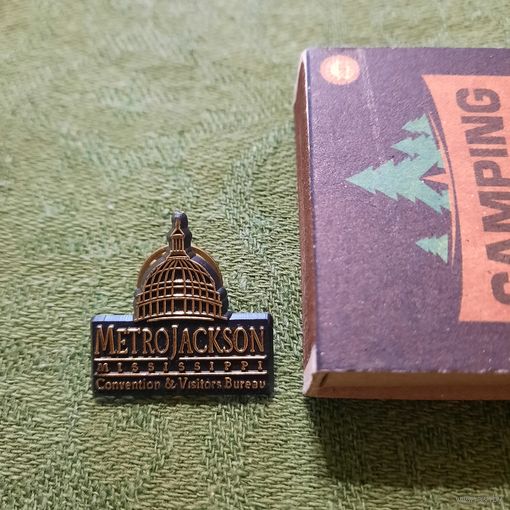 METROJACKSON
MISSISSIPPI
Convention & Visitors Bureau
CAMPING